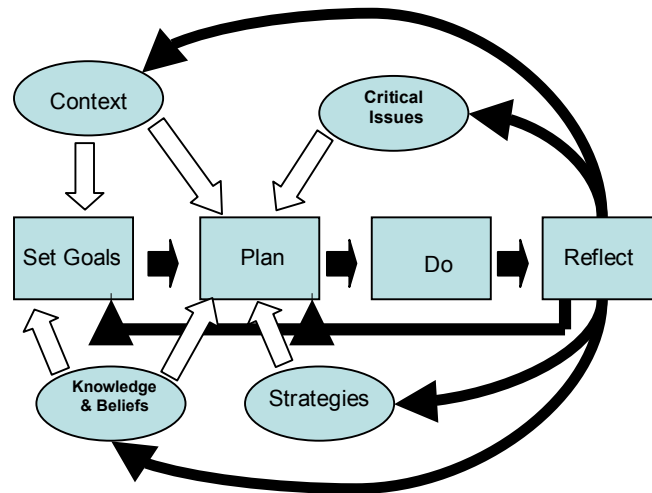 Context
Critical
Issues
Set Goals
Plan
Do
Reflect
Knowledge
& Beliefs
Strategies